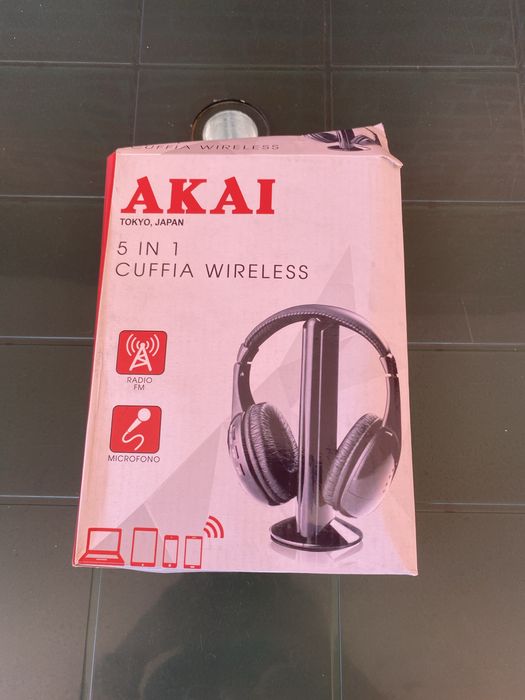 CUFFIA WIRELESS
AKAI
TOKYO, JAPAN
5 IN 1
CUFFIA WIRELESS
RADIO
FM
MICROFONO